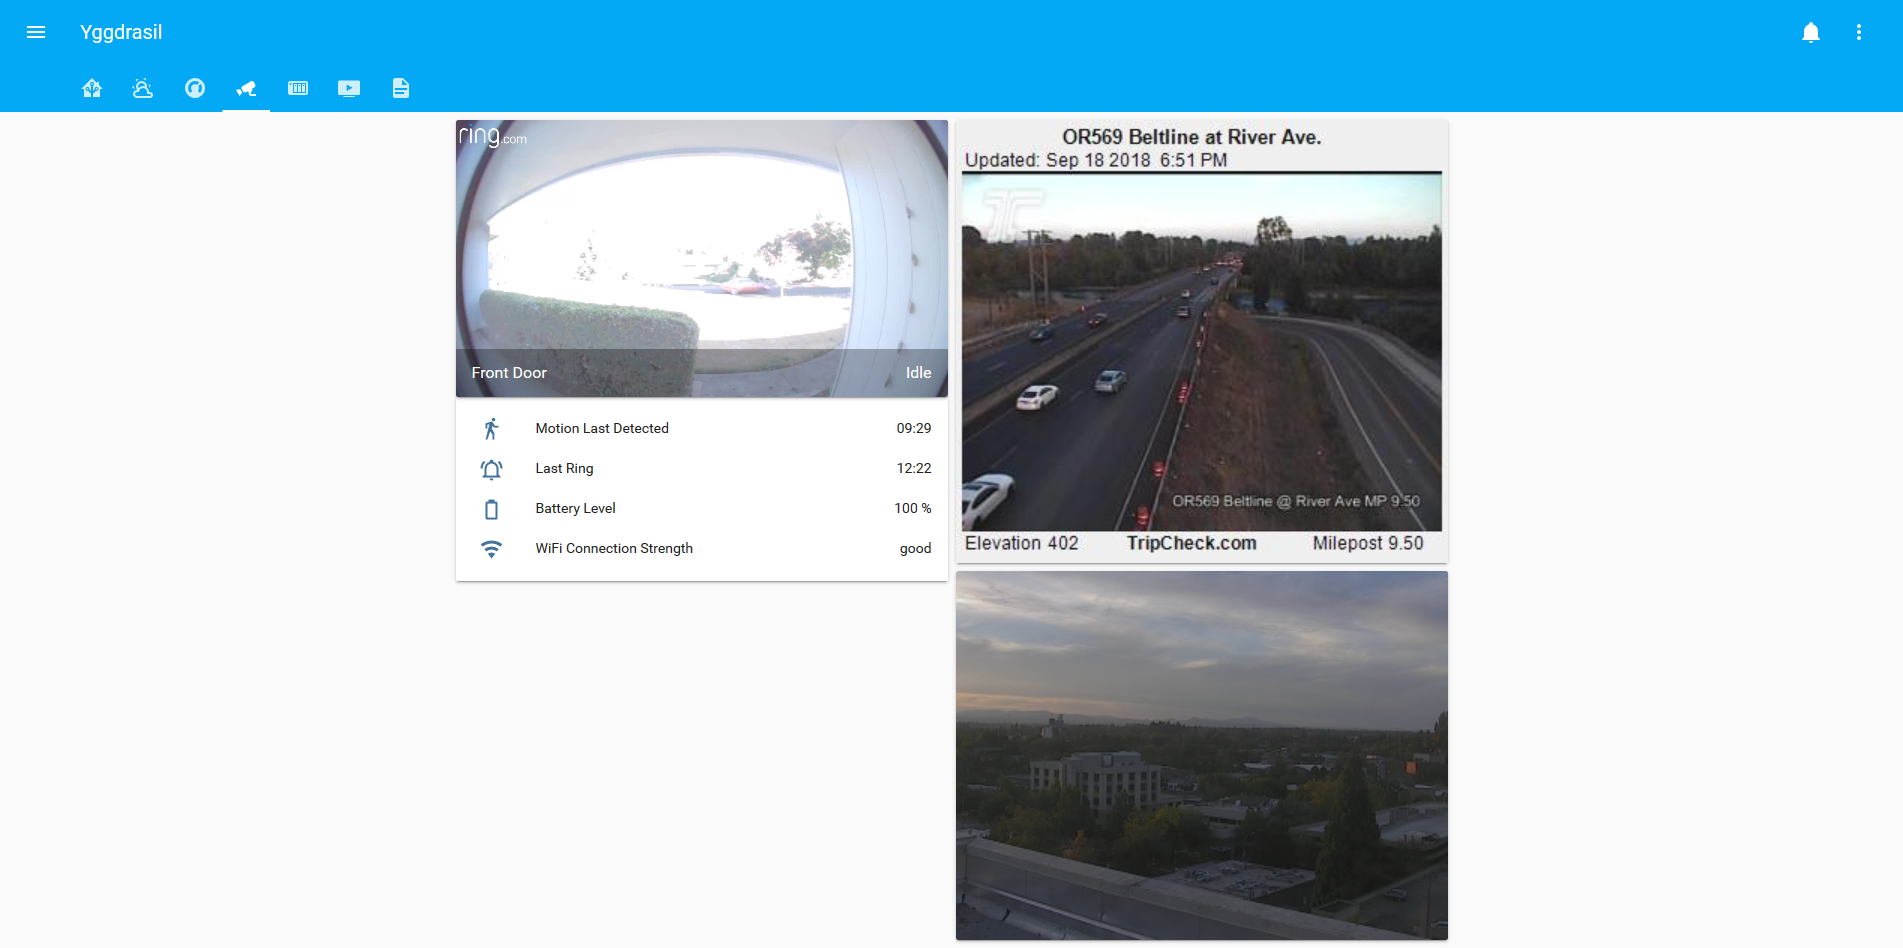 Yggdrasil
ring.com
Front Door Idle
Motion Last Detected 09:29
Last Ring 12:22
Battery Level 100 %
WiFi Connection Strength good
OR569 Beltline at River Ave.
Updated: Sep 18 2018 6:51 PM
TC
OR569 Beltline @ River Ave MP 9.50
Elevation 402 TripCheck.com Milepost 9.50